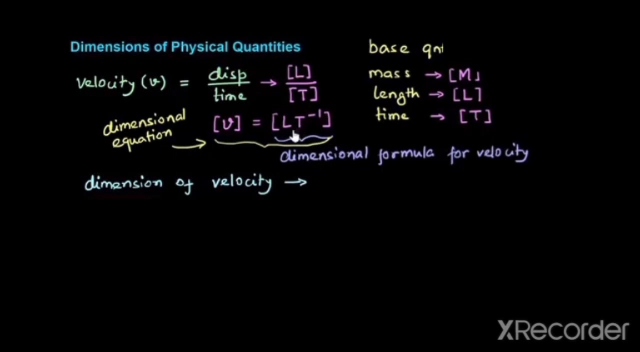 Dimensions of Physical Quantities
base qnt
velocity (v) = disp / time → [L] / [T]
mass → [M]
length → [L]
time → [T]
dimensional equation → [v] = [LT⁻¹]
dimensional formula for velocity
dimension of velocity →
XRecorder